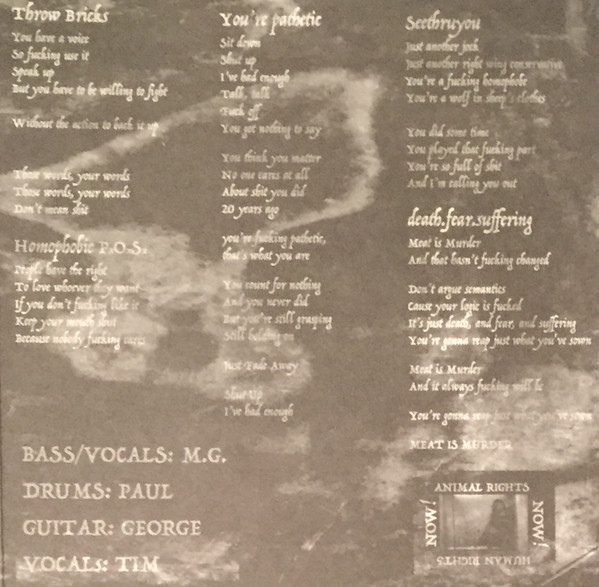 Throw Bricks
You have a voice
So fucking use it
Speak up
But you have to be willing to fight
Without the action to back it up
Those words, your words
Those words, your words
Don't mean shit
Homophobic P.O.S.
People have the right
To love whoever they want
If you don't fucking like it
Keep your mouth shut
Because nobody fucking cares
You're pathetic
Sit down
Shut up
I've had enough
Talk, talk
Fuck off
You got nothing to say
You think you matter
No one cares at all
About shit you did
20 years ago
you're fucking pathetic,
that's what you are
You count for nothing
And you never did
But you're still grasping
Still holding on
Just Fade Away
Shut Up
I've had enough
Seethruyou
Just another jock
Just another right wing conservative
You're a fucking homophobe
You're a wolf in sheep's clothes
You did some time
You played that fucking part
You're so full of shit
And I'm calling you out
death.fear.suffering
Meat is Murder
And that hasn't fucking changed
Don't argue semantics
Cause your logic is fucked
It's just death, and fear, and suffering
You're gonna reap just what you've sown
Meat is Murder
And it always fucking will be
You're gonna reap just what you've sown
MEAT IS MURDER
BASS/VOCALS: M.G.
DRUMS: PAUL
GUITAR: GEORGE
VOCALS: TIM
ANIMAL RIGHTS
NOW!
NOW!
HUMAN RIGHTS